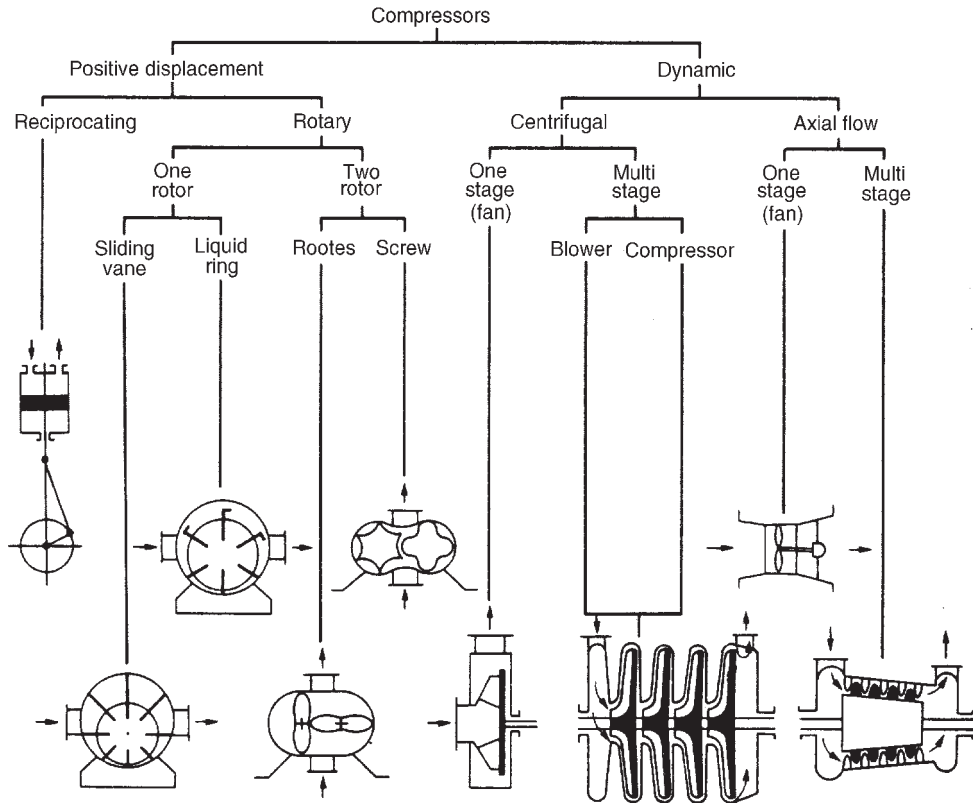 Compressors
Positive displacement
Dynamic
Reciprocating
Rotary
Centrifugal
Axial flow
One
rotor
Two
rotor
One
stage
(fan)
Multi
stage
One
stage
(fan)
Multi
stage
Sliding
vane
Liquid
ring
Rootes
Screw
Blower
Compressor